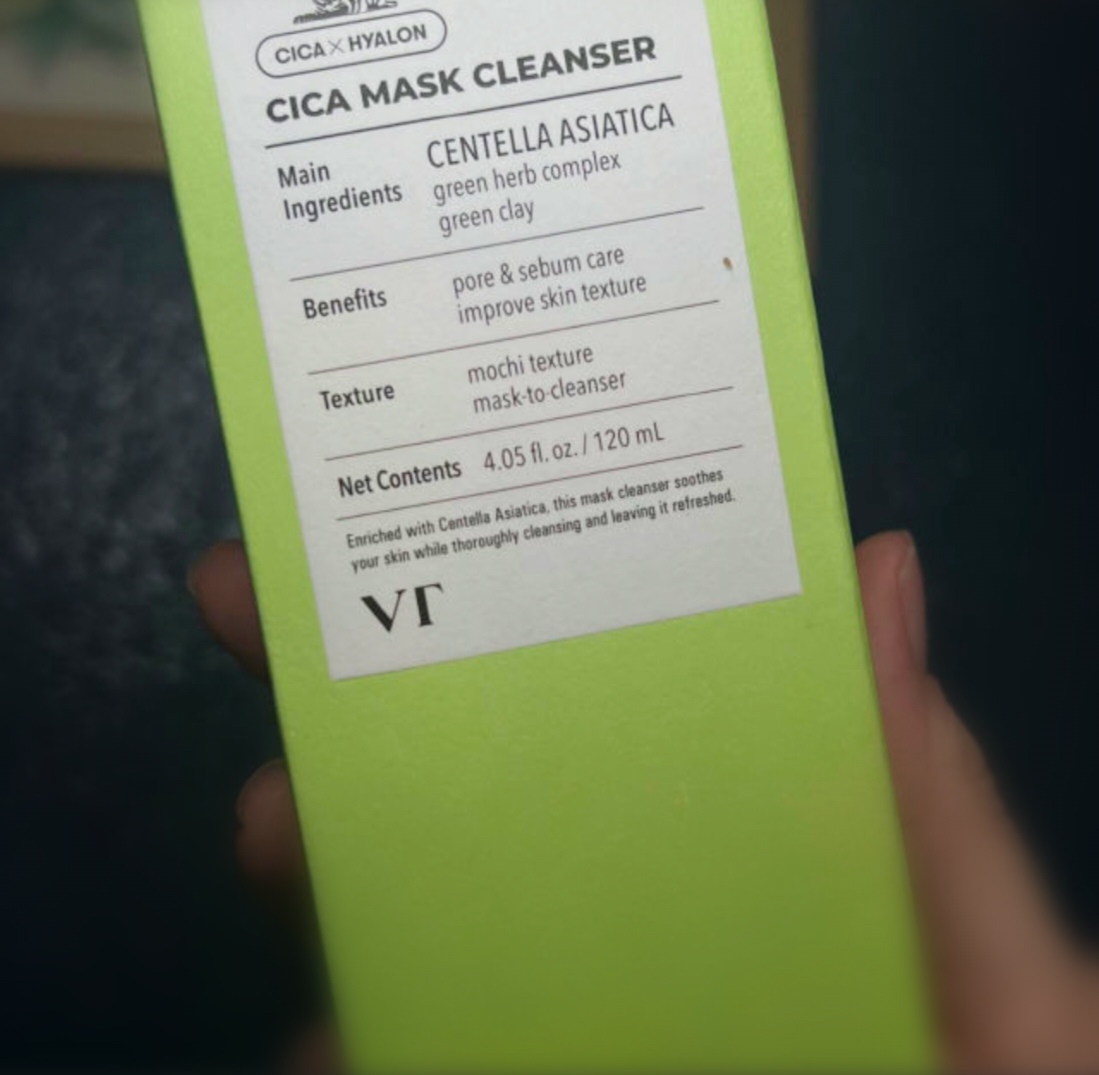 CICA×HYALON
CICA MASK CLEANSER
Main
Ingredients
CENTELLA ASIATICA
green herb complex
green clay
Benefits
pore & sebum care
improve skin texture
Texture
mochi texture
mask-to-cleanser
Net Contents 4.05 fl. oz. / 120 mL
Enriched with Centella Asiatica, this mask cleanser soothes
your skin while thoroughly cleansing and leaving it refreshed.
VT